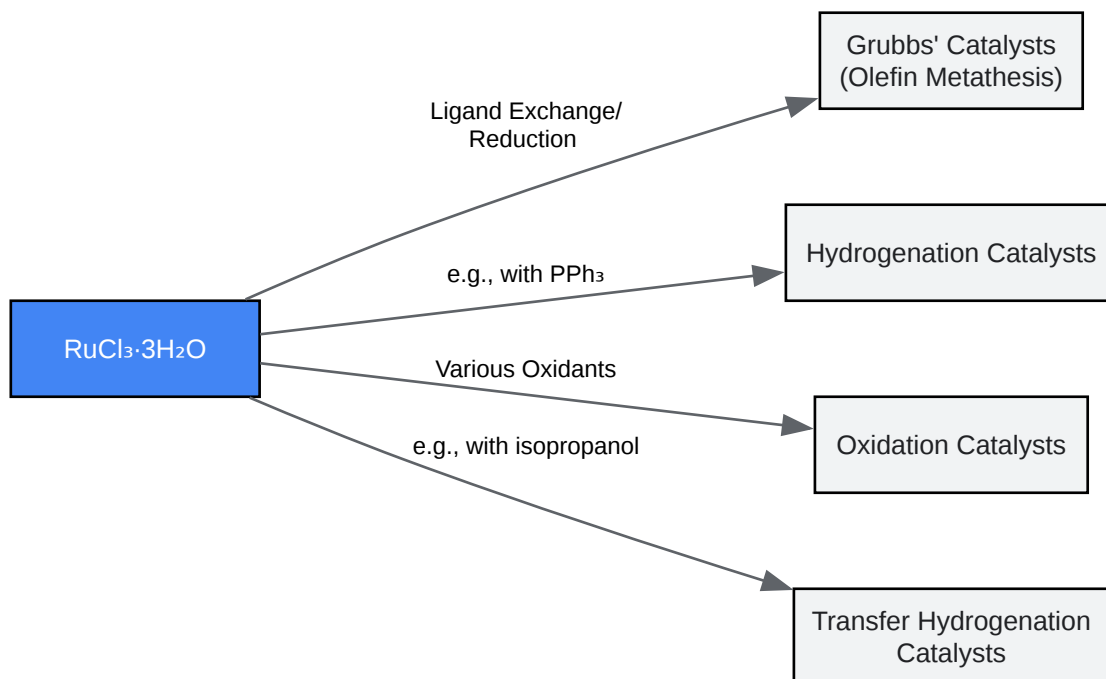 Grubbs' Catalysts
(Olefin Metathesis)
Ligand Exchange/
Reduction
Hydrogenation Catalysts
e.g., with PPh₃
RuCl₃·3H₂O
Various Oxidants
Oxidation Catalysts
e.g., with isopropanol
Transfer Hydrogenation
Catalysts